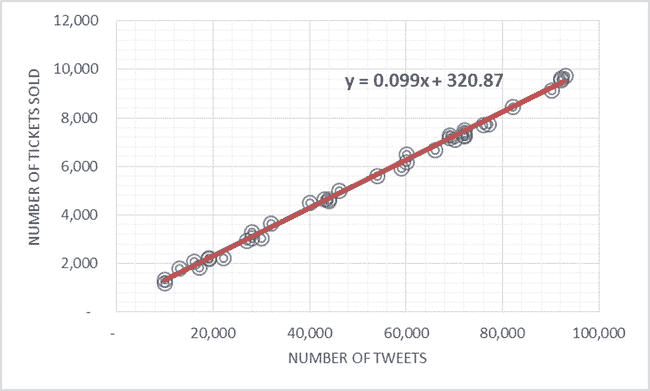 12,000
10,000
8,000
6,000
4,000
2,000
-
NUMBER OF TICKETS SOLD
y = 0.099x + 320.87
- 20,000 40,000 60,000 80,000 100,000
NUMBER OF TWEETS